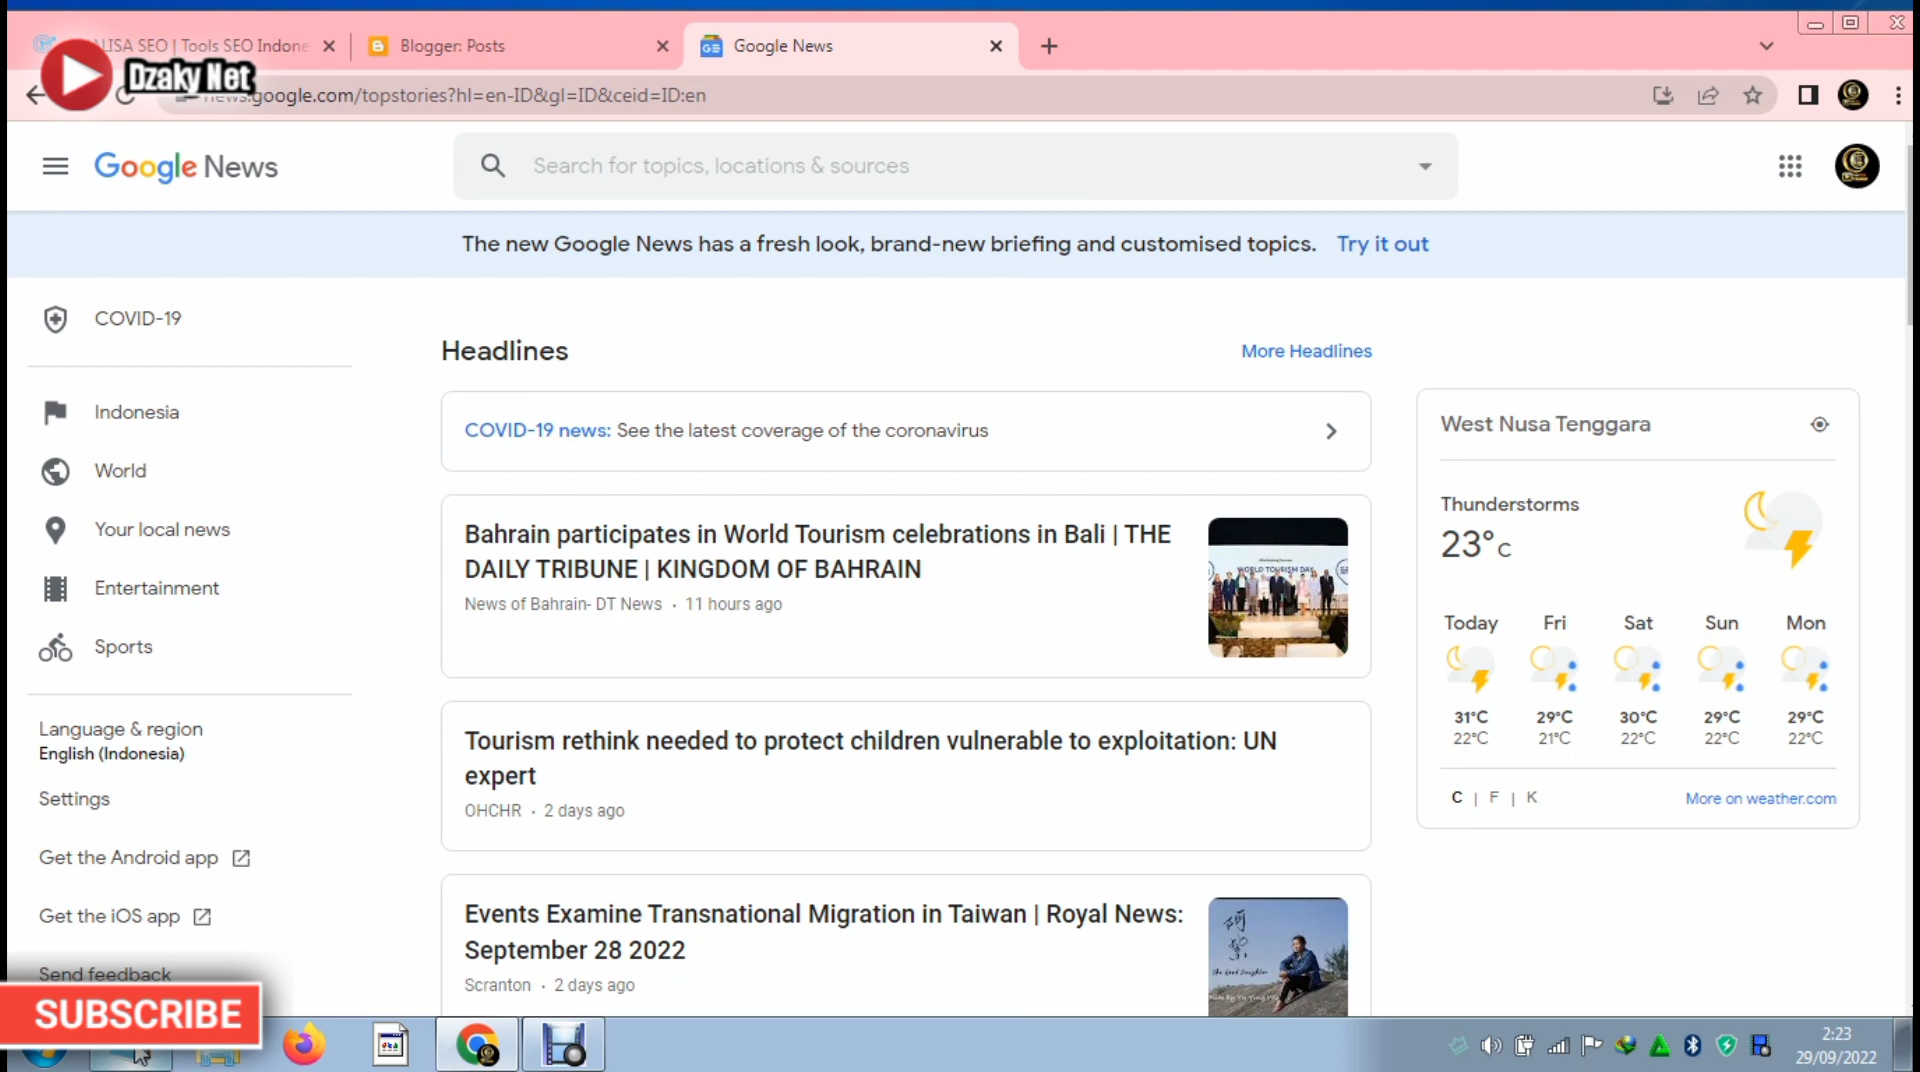 ALISA SEO | Tools SEO Indone
Blogger: Posts
Google News
Dzaky Net
news.google.com/topstories?hl=en-ID&gl=ID&ceid=ID:en
Google News
Search for topics, locations & sources
The new Google News has a fresh look, brand-new briefing and customised topics. Try it out
COVID-19
Indonesia
World
Your local news
Entertainment
Sports
Language & region
English (Indonesia)
Settings
Get the Android app
Get the iOS app
Send feedback
SUBSCRIBE
Headlines
More Headlines
COVID-19 news: See the latest coverage of the coronavirus
Bahrain participates in World Tourism celebrations in Bali | THE
DAILY TRIBUNE | KINGDOM OF BAHRAIN
News of Bahrain- DT News · 11 hours ago
WORLD TOURISM DAY
Tourism rethink needed to protect children vulnerable to exploitation: UN
expert
OHCHR · 2 days ago
Events Examine Transnational Migration in Taiwan | Royal News:
September 28 2022
Scranton · 2 days ago
The Good Daughter
West Nusa Tenggara
Thunderstorms
23°C
Today Fri Sat Sun Mon
31°C 29°C 30°C 29°C 29°C
22°C 21°C 22°C 22°C 22°C
C | F | K
More on weather.com
2:23
29/09/2022